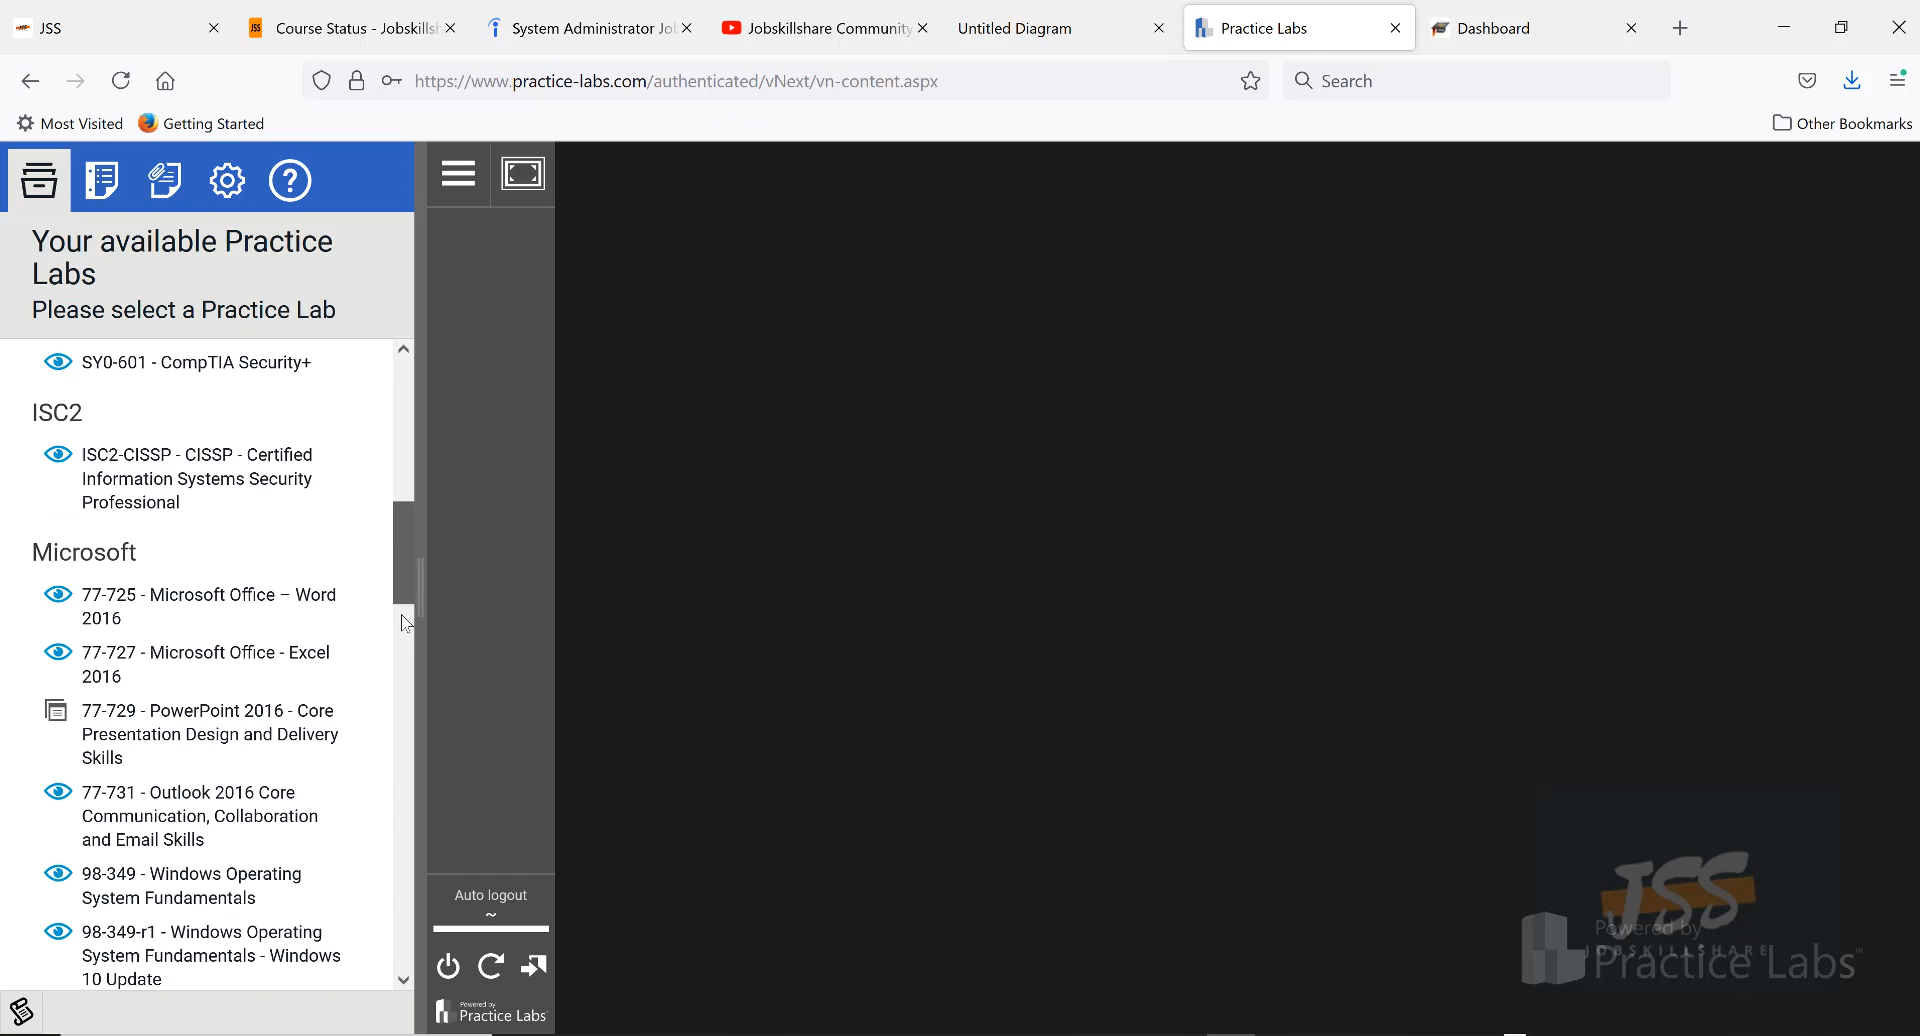 JSS
Course Status - Jobskillsh
System Administrator Jo
Jobskillshare Community
Untitled Diagram
Practice Labs
Dashboard
https://www.practice-labs.com/authenticated/vNext/vn-content.aspx
Search
Most Visited
Getting Started
Other Bookmarks
Your available Practice
Labs
Please select a Practice Lab
SY0-601 - CompTIA Security+
ISC2
ISC2-CISSP - CISSP - Certified
Information Systems Security
Professional
Microsoft
77-725 - Microsoft Office – Word
2016
77-727 - Microsoft Office - Excel
2016
77-729 - PowerPoint 2016 - Core
Presentation Design and Delivery
Skills
77-731 - Outlook 2016 Core
Communication, Collaboration
and Email Skills
98-349 - Windows Operating
System Fundamentals
98-349-r1 - Windows Operating
System Fundamentals - Windows
10 Update
Auto logout
~
Powered by
Practice Labs
JSS
JOBSKILLSHARE
Powered by
Practice Labs™